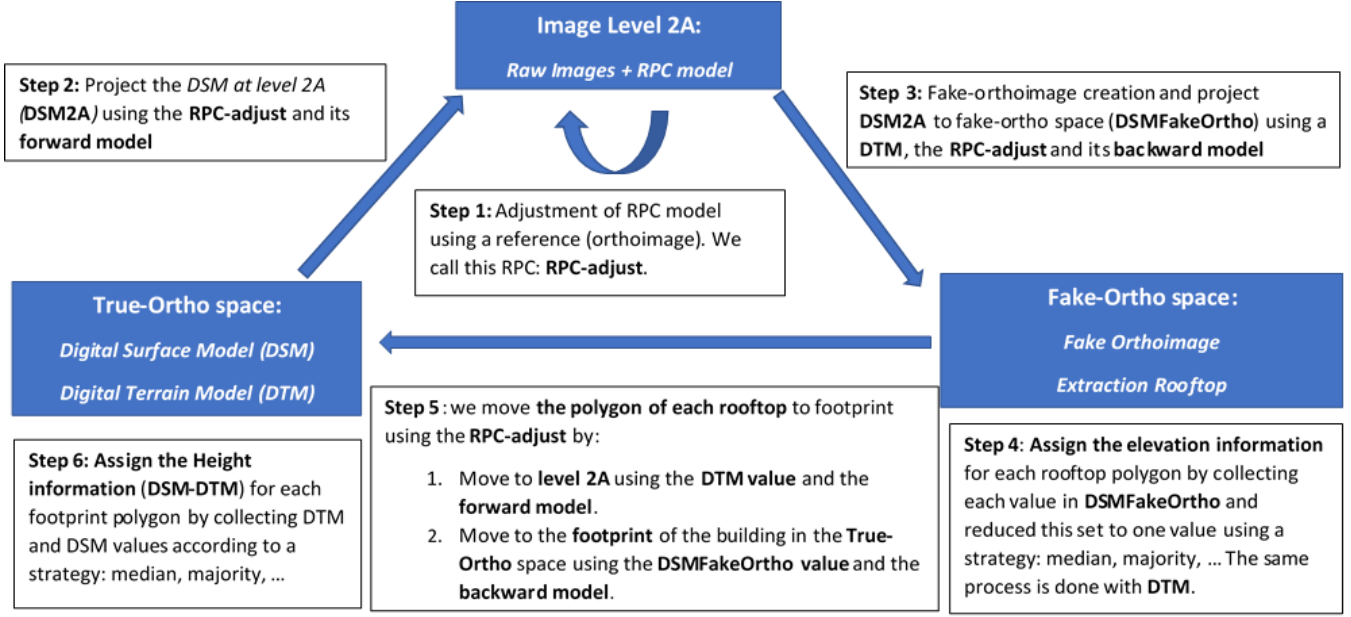 Image Level 2A:
Raw Images + RPC model
Step 2: Project the DSM at level 2A
(DSM2A) using the RPC-adjust and its
forward model
Step 3: Fake-orthoimage creation and project
DSM2A to fake-ortho space (DSMFakeOrtho) using a
DTM, the RPC-adjust and its backward model
Step 1: Adjustment of RPC model
using a reference (orthoimage). We
call this RPC: RPC-adjust.
True-Ortho space:
Digital Surface Model (DSM)
Digital Terrain Model (DTM)
Fake-Ortho space:
Fake Orthoimage
Extraction Rooftop
Step 5: we move the polygon of each rooftop to footprint
using the RPC-adjust by:
1. Move to level 2A using the DTM value and the
forward model.
2. Move to the footprint of the building in the True-
Ortho space using the DSMFakeOrtho value and the
backward model.
Step 6: Assign the Height
information (DSM-DTM) for each
footprint polygon by collecting DTM
and DSM values according to a
strategy: median, majority, ...
Step 4: Assign the elevation information
for each rooftop polygon by collecting
each value in DSMFakeOrtho and
reduced this set to one value using a
strategy: median, majority, ... The same
process is done with DTM.